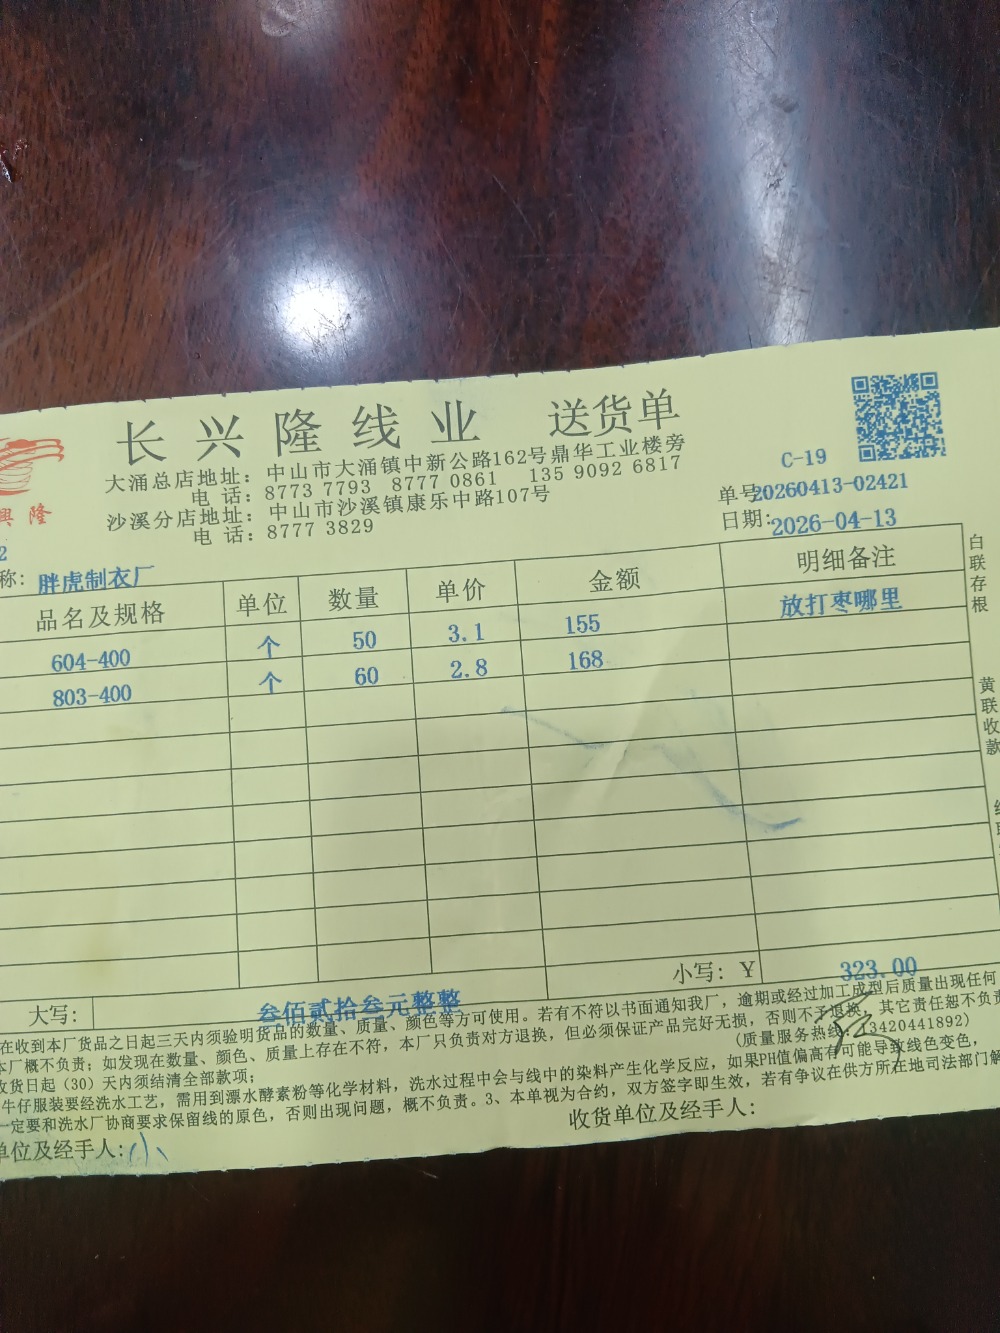 长兴隆线业 送货单
大涌总店地址：中山市大涌镇中新公路162号鼎华工业楼旁
电话：8773 7793 8777 0861 135 9092 6817
沙溪分店地址：中山市沙溪镇康乐中路107号
电话：8777 3829
興隆
C-19
单号20260413-02421
日期：2026-04-13
2
称：胖虎制衣厂
品名及规格 单位 数量 单价 金额 明细备注
604-400 个 50 3.1 155 放打枣哪里
803-400 个 60 2.8 168
小写：Y 323.00
大写：叁佰贰拾叁元整整
在收到本厂货品之日起三天内须验明货品的数量、质量、颜色等方可使用。若有不符以书面通知我厂，逾期或经过加工成型后质量出现任何
本厂概不负责；如发现在数量、颜色、质量上存在不符，本厂只负责对方退换，但必须保证产品完好无损，否则不予退换，其它责任恕不负责
收货日起（30）天内须结清全部款项；
(质量服务热线：13420441892)
牛仔服装要经洗水工艺，需用到漂水酵素粉等化学材料，洗水过程中会与线中的染料产生化学反应，如果PH值偏高有可能导致线色变色，
一定要和洗水厂协商要求保留线的原色，否则出现问题，概不负责。3、本单视为合约，双方签字即生效，若有争议在供方所在地司法部门解
单位及经手人：
收货单位及经手人：
白联存根
黄联收款